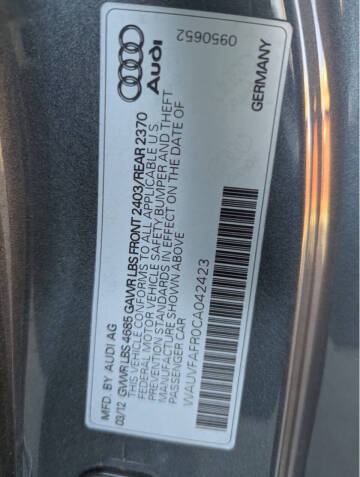 MFD. BY AUDI AG
03/12 GVWR LBS 4685 GAWR LBS FRONT 2403/REAR 2370
THIS VEHICLE CONFORMS TO ALL APPLICABLE U.S.
FEDERAL MOTOR VEHICLE SAFETY, BUMPER AND THEFT
PREVENTION STANDARDS IN EFFECT ON THE DATE OF
MANUFACTURE SHOWN ABOVE
PASSENGER CAR
WAUVFAFR0CA042423
Audi
0950652
GERMANY